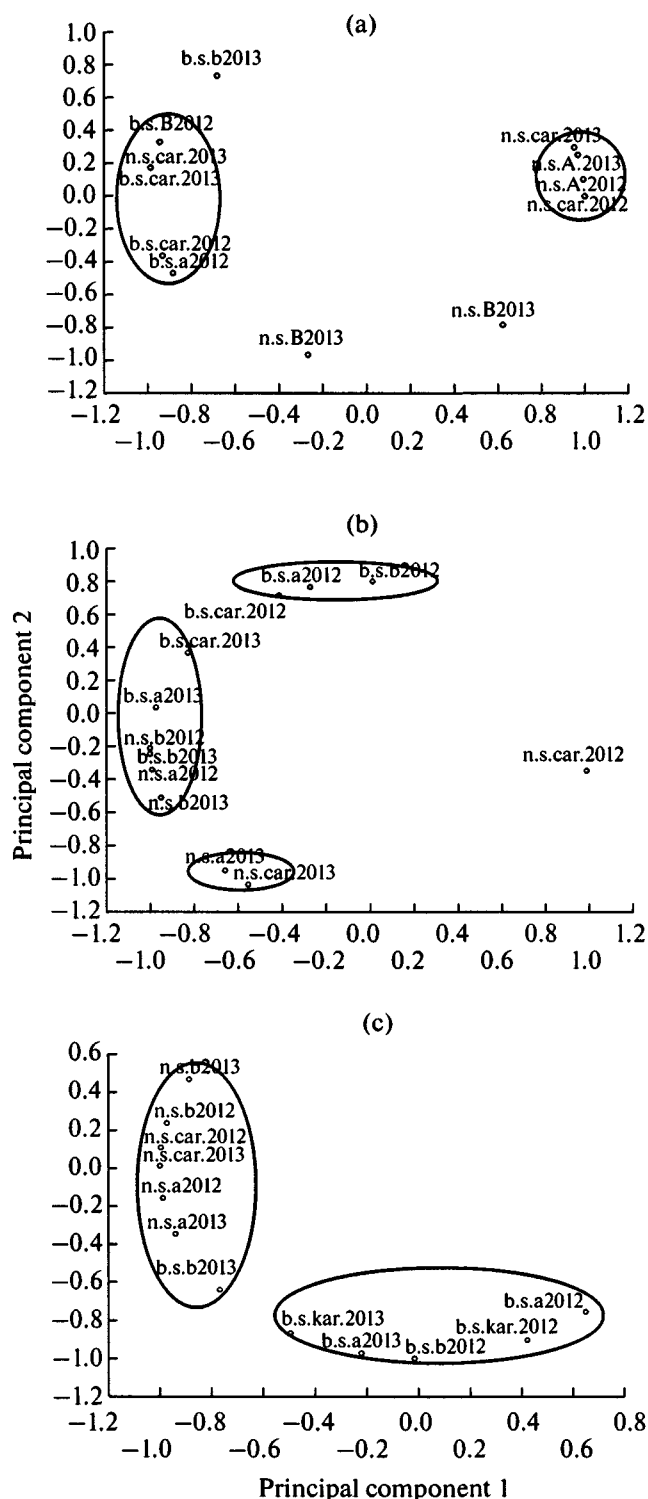 (a)
1.0
0.8
0.6
0.4
0.2
0.0
−0.2
−0.4
−0.6
−0.8
−1.0
−1.2
b.s.b2013
b.s.B2012
n.s.car.2013
b.s.car.2013
b.s.car.2012
b.s.a2012
n.s.car.2013
n.s.A.2013
n.s.A.2012
n.s.car.2012
n.s.B2013
n.s.B2013
−1.2 −0.8 −0.4 0.0 0.4 0.8 1.2
−1.0 −0.6 −0.2 0.2 0.6 1.0
(b)
Principal component 2
1.0
0.8
0.6
0.4
0.2
0.0
−0.2
−0.4
−0.6
−0.8
−1.0
−1.2
b.s.a2012
b.s.b2012
b.s.car.2012
b.s.car.2013
b.s.a2013
n.s.b2012
b.s.b2013
n.s.a2012
n.s.b2013
n.s.car.2012
n.s.a2013
n.s.car.2013
−1.2 −0.8 −0.4 0.0 0.4 0.8 1.2
−1.0 −0.6 −0.2 0.2 0.6 1.0
(c)
0.6
0.4
0.2
0.0
−0.2
−0.4
−0.6
−0.8
−1.0
−1.2
n.s.b2013
n.s.b2012
n.s.car.2012
n.s.car.2013
n.s.a2012
n.s.a2013
b.s.b2013
b.s.a2012
b.s.kar.2013
b.s.kar.2012
b.s.a2013
b.s.b2012
−1.2 −0.8 −0.4 0.0 0.4 0.8
−1.0 −0.6 −0.2 0.2 0.6
Principal component 1